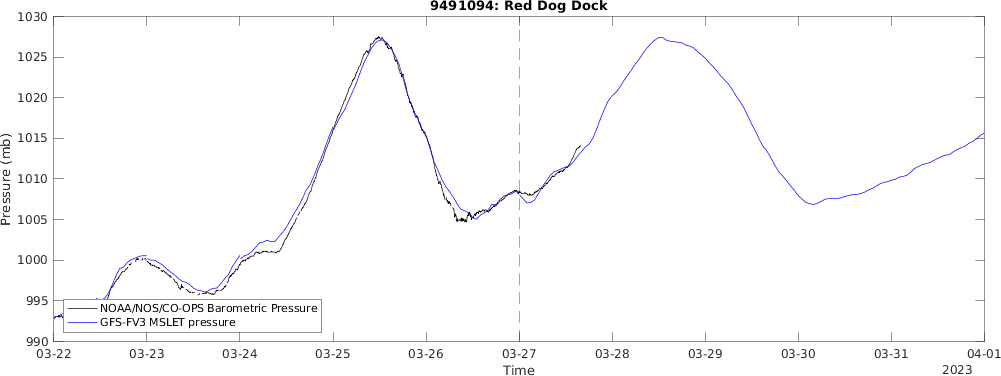 9491094: Red Dog Dock
Pressure (mb)
1030
1025
1020
1015
1010
1005
1000
995
990
NOAA/NOS/CO-OPS Barometric Pressure
GFS-FV3 MSLET pressure
03-22 03-23 03-24 03-25 03-26 03-27 03-28 03-29 03-30 03-31 04-01
Time
2023